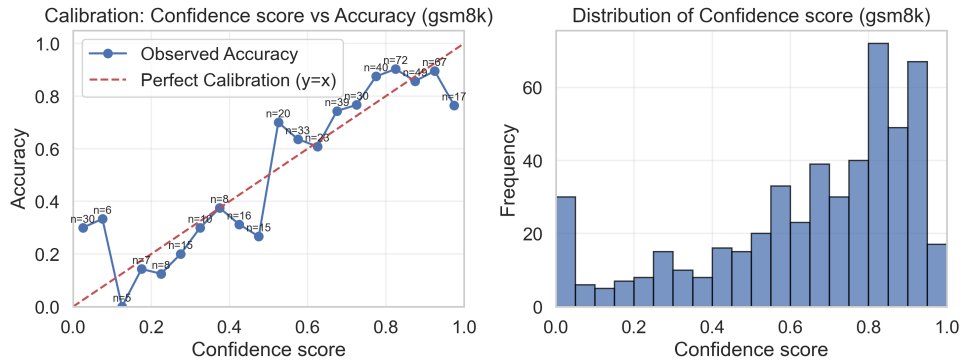 Calibration: Confidence score vs Accuracy (gsm8k)
1.0
0.8
0.6
0.4
0.2
0.0
Accuracy
Observed Accuracy
Perfect Calibration (y=x)
n=30
n=6
n=5
n=7
n=8
n=15
n=10
n=8
n=16
n=15
n=20
n=33
n=23
n=39
n=30
n=40
n=72
n=49
n=67
n=17
0.0 0.2 0.4 0.6 0.8 1.0
Confidence score
Distribution of Confidence score (gsm8k)
60
40
20
0
Frequency
0.0 0.2 0.4 0.6 0.8 1.0
Confidence score